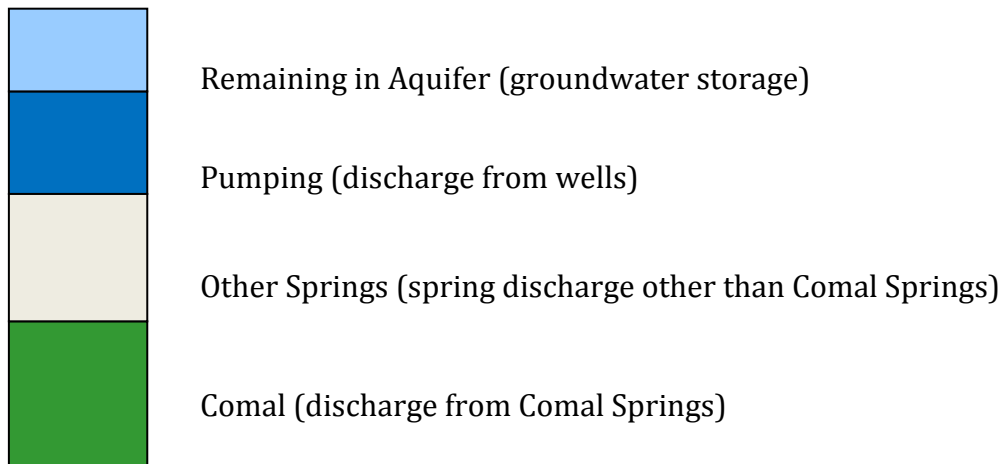 Remaining in Aquifer (groundwater storage)
Pumping (discharge from wells)
Other Springs (spring discharge other than Comal Springs)
Comal (discharge from Comal Springs)